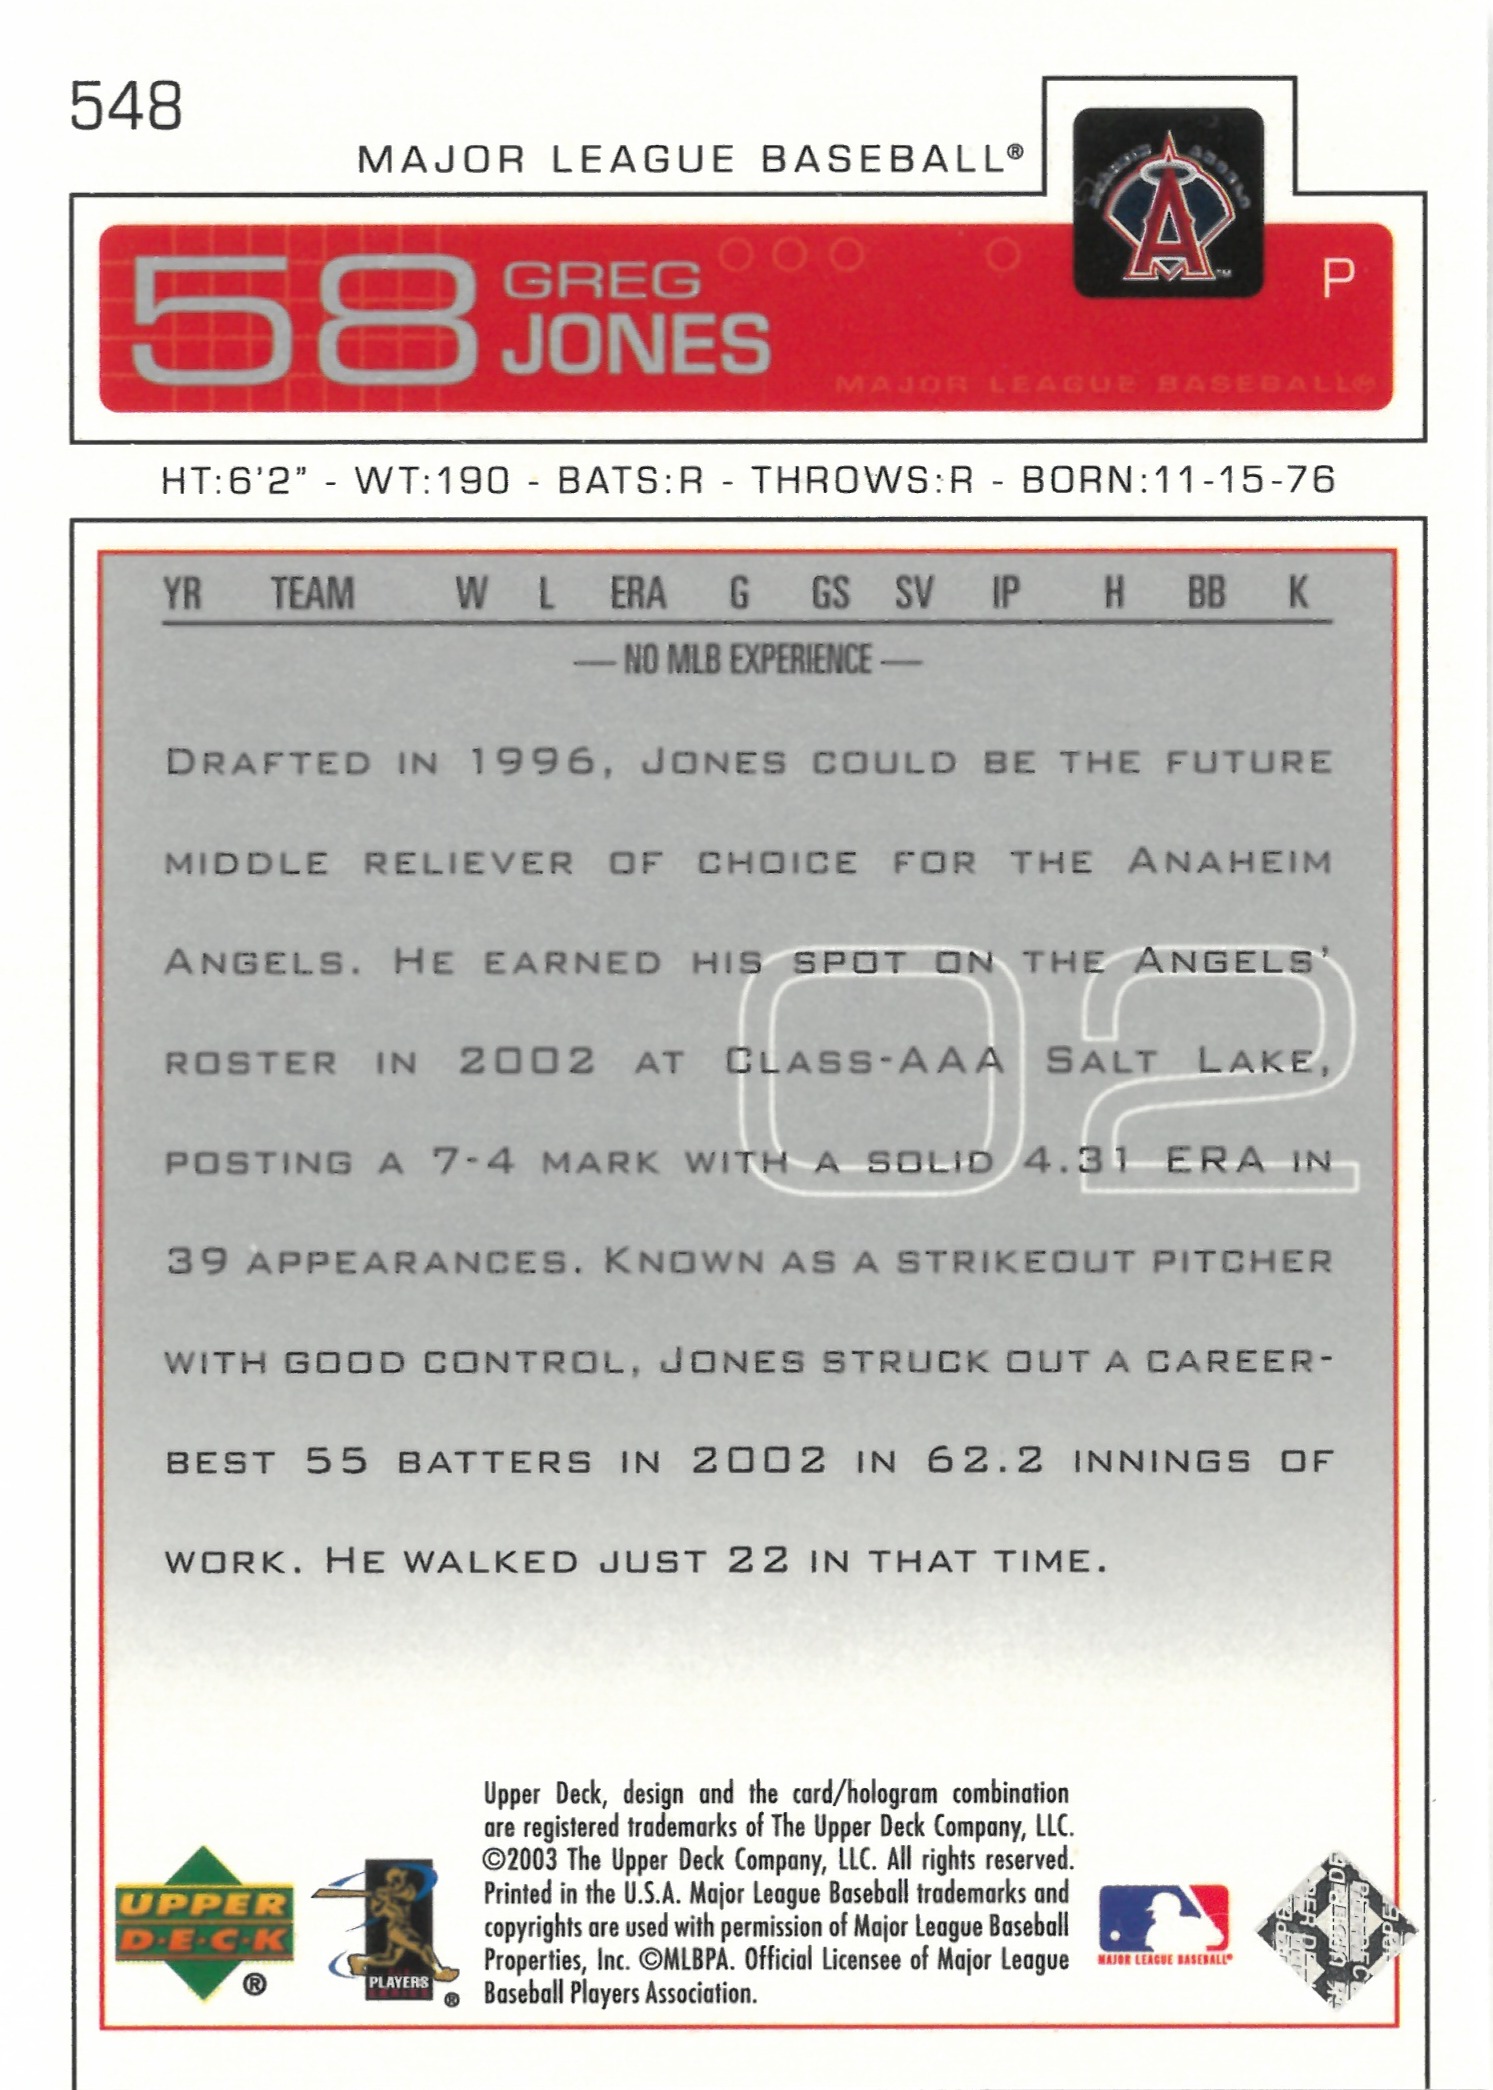 548
MAJOR LEAGUE BASEBALL®
58 GREG
JONES
P
MAJOR LEAGUE BASEBALL®
HT:6'2" - WT:190 - BATS:R - THROWS:R - BORN:11-15-76
YR TEAM W L ERA G GS SV IP H BB K
— NO MLB EXPERIENCE —
DRAFTED IN 1996, JONES COULD BE THE FUTURE
MIDDLE RELIEVER OF CHOICE FOR THE ANAHEIM
ANGELS. HE EARNED HIS SPOT ON THE ANGELS'
ROSTER IN 2002 AT CLASS-AAA SALT LAKE,
POSTING A 7-4 MARK WITH A SOLID 4.31 ERA IN
39 APPEARANCES. KNOWN AS A STRIKEOUT PITCHER
WITH GOOD CONTROL, JONES STRUCK OUT A CAREER-
BEST 55 BATTERS IN 2002 IN 62.2 INNINGS OF
WORK. HE WALKED JUST 22 IN THAT TIME.
02
Upper Deck, design and the card/hologram combination
are registered trademarks of The Upper Deck Company, LLC.
©2003 The Upper Deck Company, LLC. All rights reserved.
Printed in the U.S.A. Major League Baseball trademarks and
copyrights are used with permission of Major League Baseball
Properties, Inc. ©MLBPA. Official Licensee of Major League
Baseball Players Association.
UPPER
D·E·C·K
®
PLAYERS
®
MAJOR LEAGUE BASEBALL®